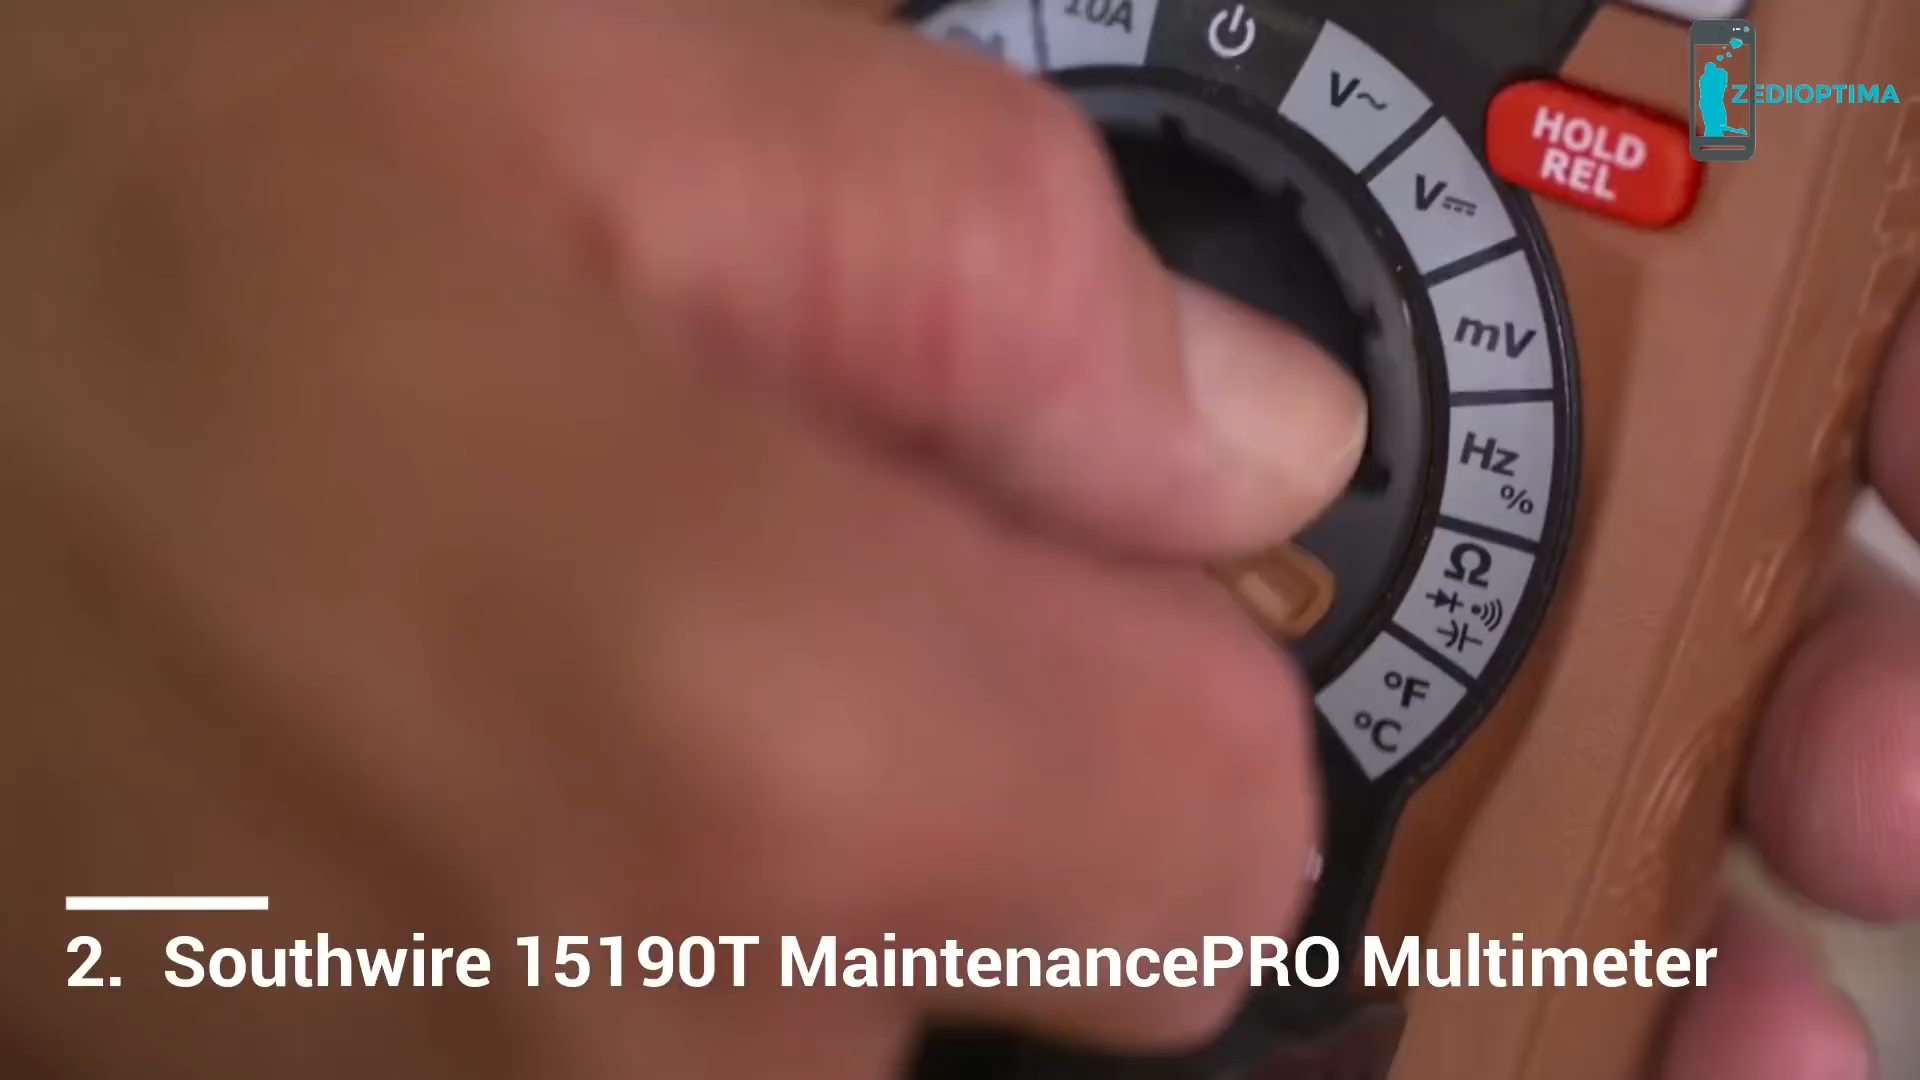 10A
V~
V⎓
mV
Hz
%
Ω
°F
°C
HOLD
REL
ZEDIOPTIMA
2. Southwire 15190T MaintenancePRO Multimeter